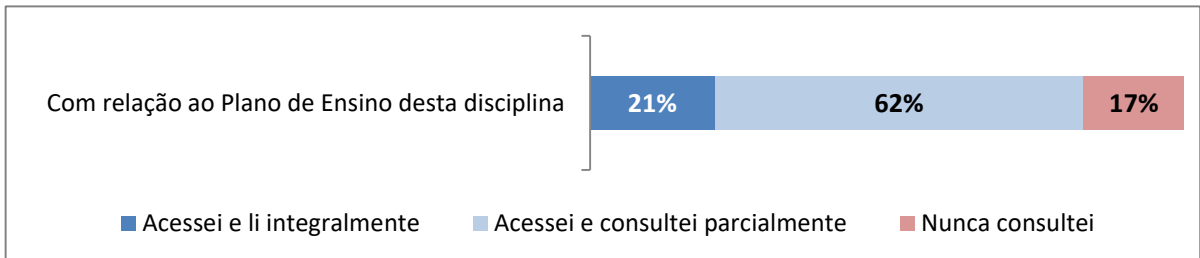 Com relação ao Plano de Ensino desta disciplina
21%
62%
17%
Acessei e li integralmente
Acessei e consultei parcialmente
Nunca consultei